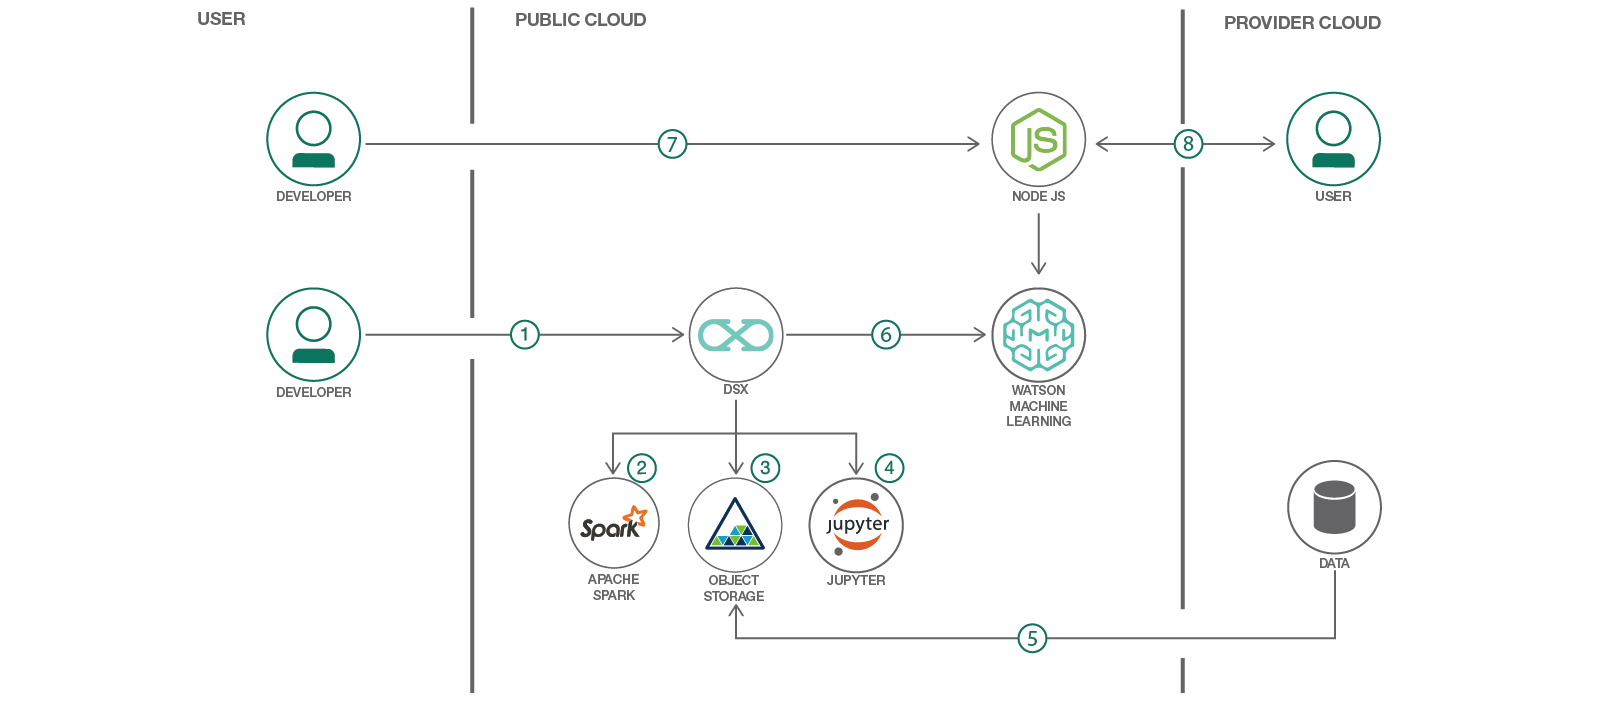 USER
PUBLIC CLOUD
PROVIDER CLOUD
7
JS
8
DEVELOPER
NODE JS
USER
1
6
DEVELOPER
DSX
WATSON
MACHINE
LEARNING
2
3
4
Spark
jupyter
APACHE
SPARK
OBJECT
STORAGE
JUPYTER
DATA
5